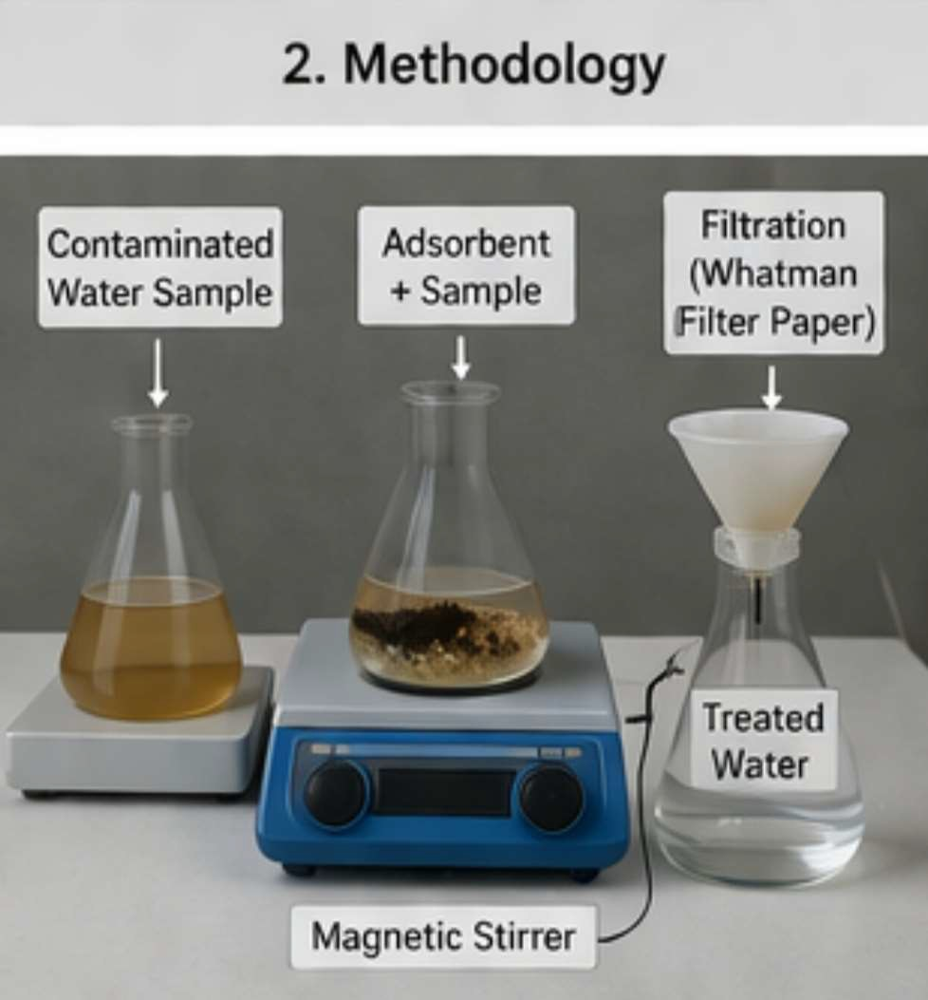 2. Methodology
Contaminated
Water Sample
Adsorbent
+ Sample
Filtration
(Whatman
Filter Paper)
Treated
Water
Magnetic Stirrer